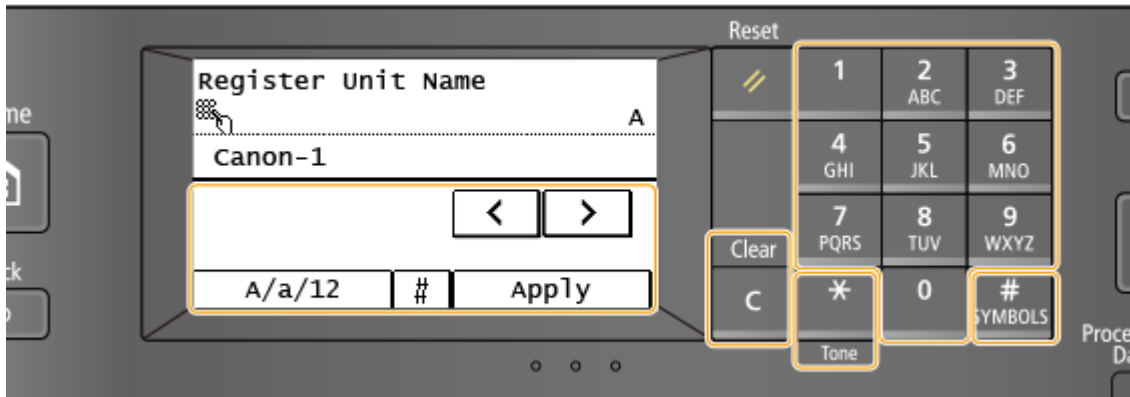 Reset
Register Unit Name
A
Canon-1
< >
A/a/12 # Apply
1
2
ABC
3
DEF
4
GHI
5
JKL
6
MNO
7
PQRS
8
TUV
9
WXYZ
Clear
C
*
Tone
0
#
SYMBOLS